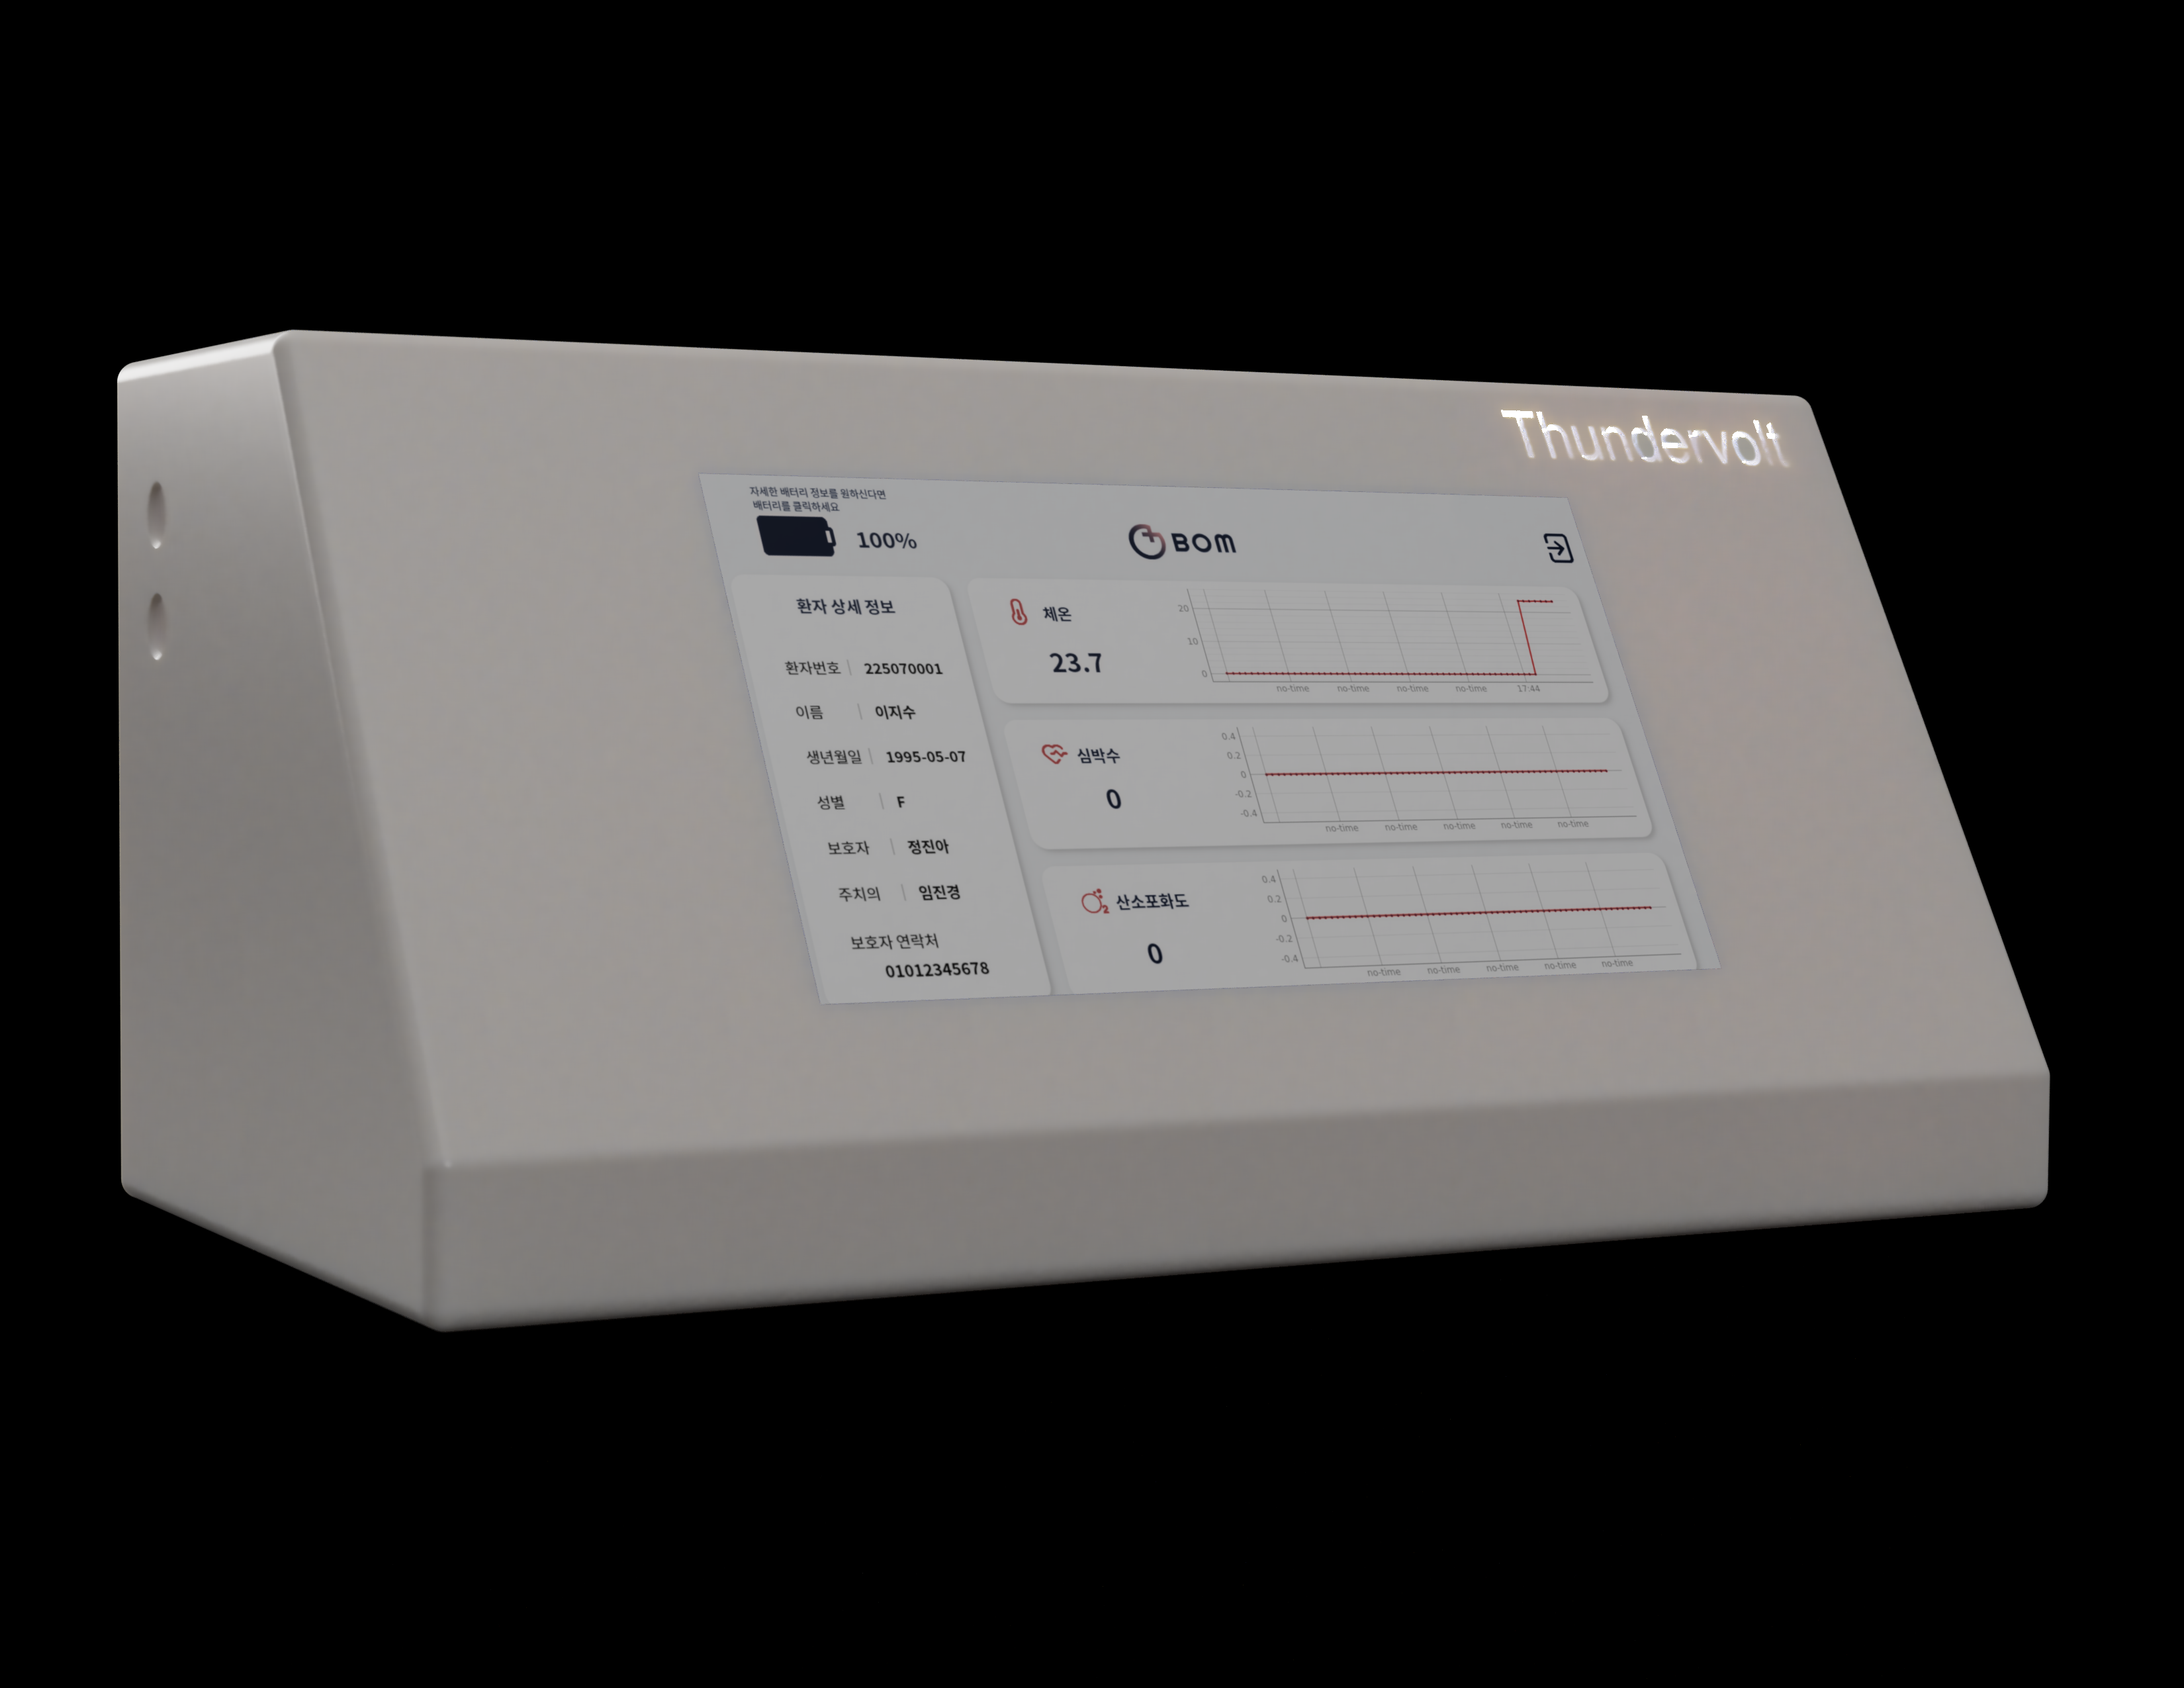 Thundervolt
자세한 배터리 정보를 원하신다면
배터리를 클릭하세요
100%
BOM
환자 상세 정보
환자번호 225070001
이름 이지수
생년월일 1995-05-07
성별 F
보호자 정진아
주치의 임진경
보호자 연락처
01012345678
체온
23.7
20
10
0
no-time no-time no-time no-time 17:44
심박수
0
0.4
0.2
0
-0.2
-0.4
no-time no-time no-time no-time no-time
2 산소포화도
0
0.4
0.2
0
-0.2
-0.4
no-time no-time no-time no-time no-time